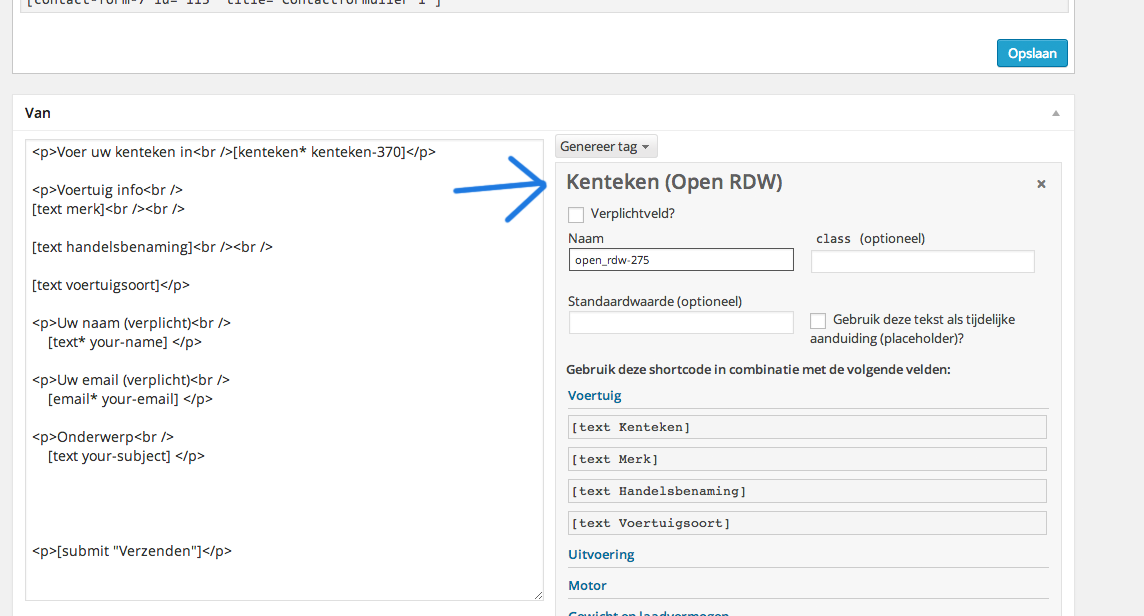 [contact-form-7 id="115" title="Contactformulier 1"]
Opslaan
Van
<p>Voer uw kenteken in<br />[kenteken* kenteken-370]</p>
<p>Voertuig info<br />
[text merk]<br /><br />
[text handelsbenaming]<br /><br />
[text voertuigsoort]</p>
<p>Uw naam (verplicht)<br />
[text* your-name] </p>
<p>Uw email (verplicht)<br />
[email* your-email] </p>
<p>Onderwerp<br />
[text your-subject] </p>
<p>[submit "Verzenden"]</p>
Genereer tag
Kenteken (Open RDW)
Verplichtveld?
Naam
class (optioneel)
open_rdw-275
Standaardwaarde (optioneel)
Gebruik deze tekst als tijdelijke
aanduiding (placeholder)?
Gebruik deze shortcode in combinatie met de volgende velden:
Voertuig
[text Kenteken]
[text Merk]
[text Handelsbenaming]
[text Voertuigsoort]
Uitvoering
Motor
Gewicht en laadvermogen